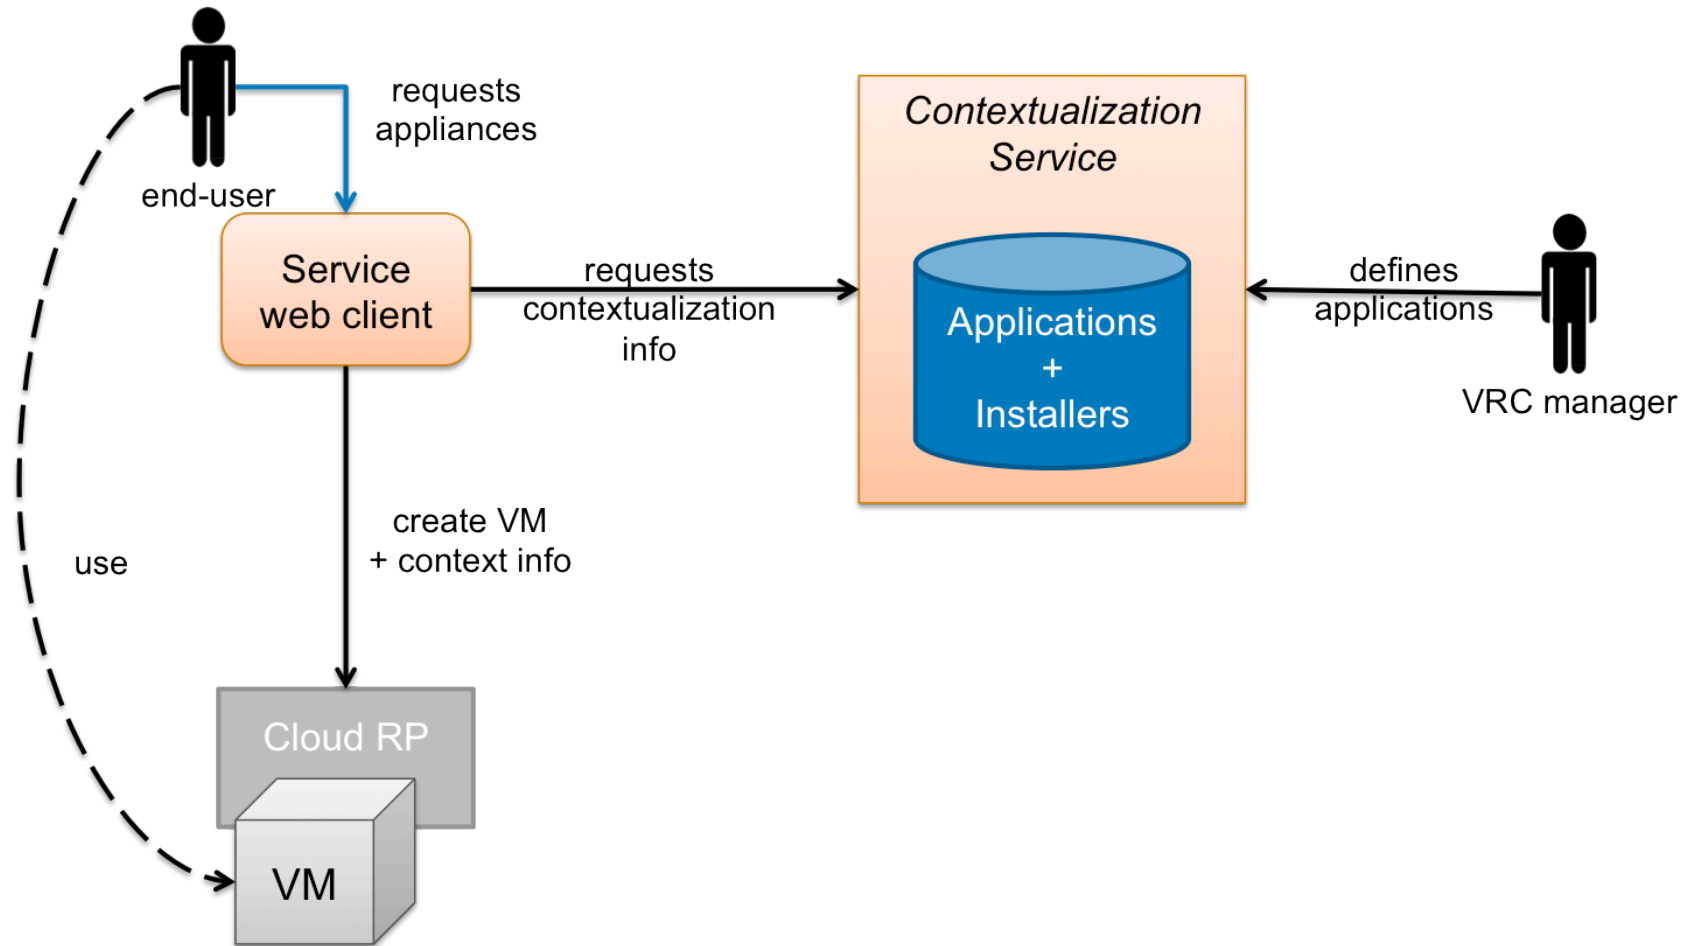 requests
appliances
end-user
Service
web client
requests
contextualization
info
Contextualization
Service
Applications
+
Installers
defines
applications
VRC manager
create VM
+ context info
use
Cloud RP
VM